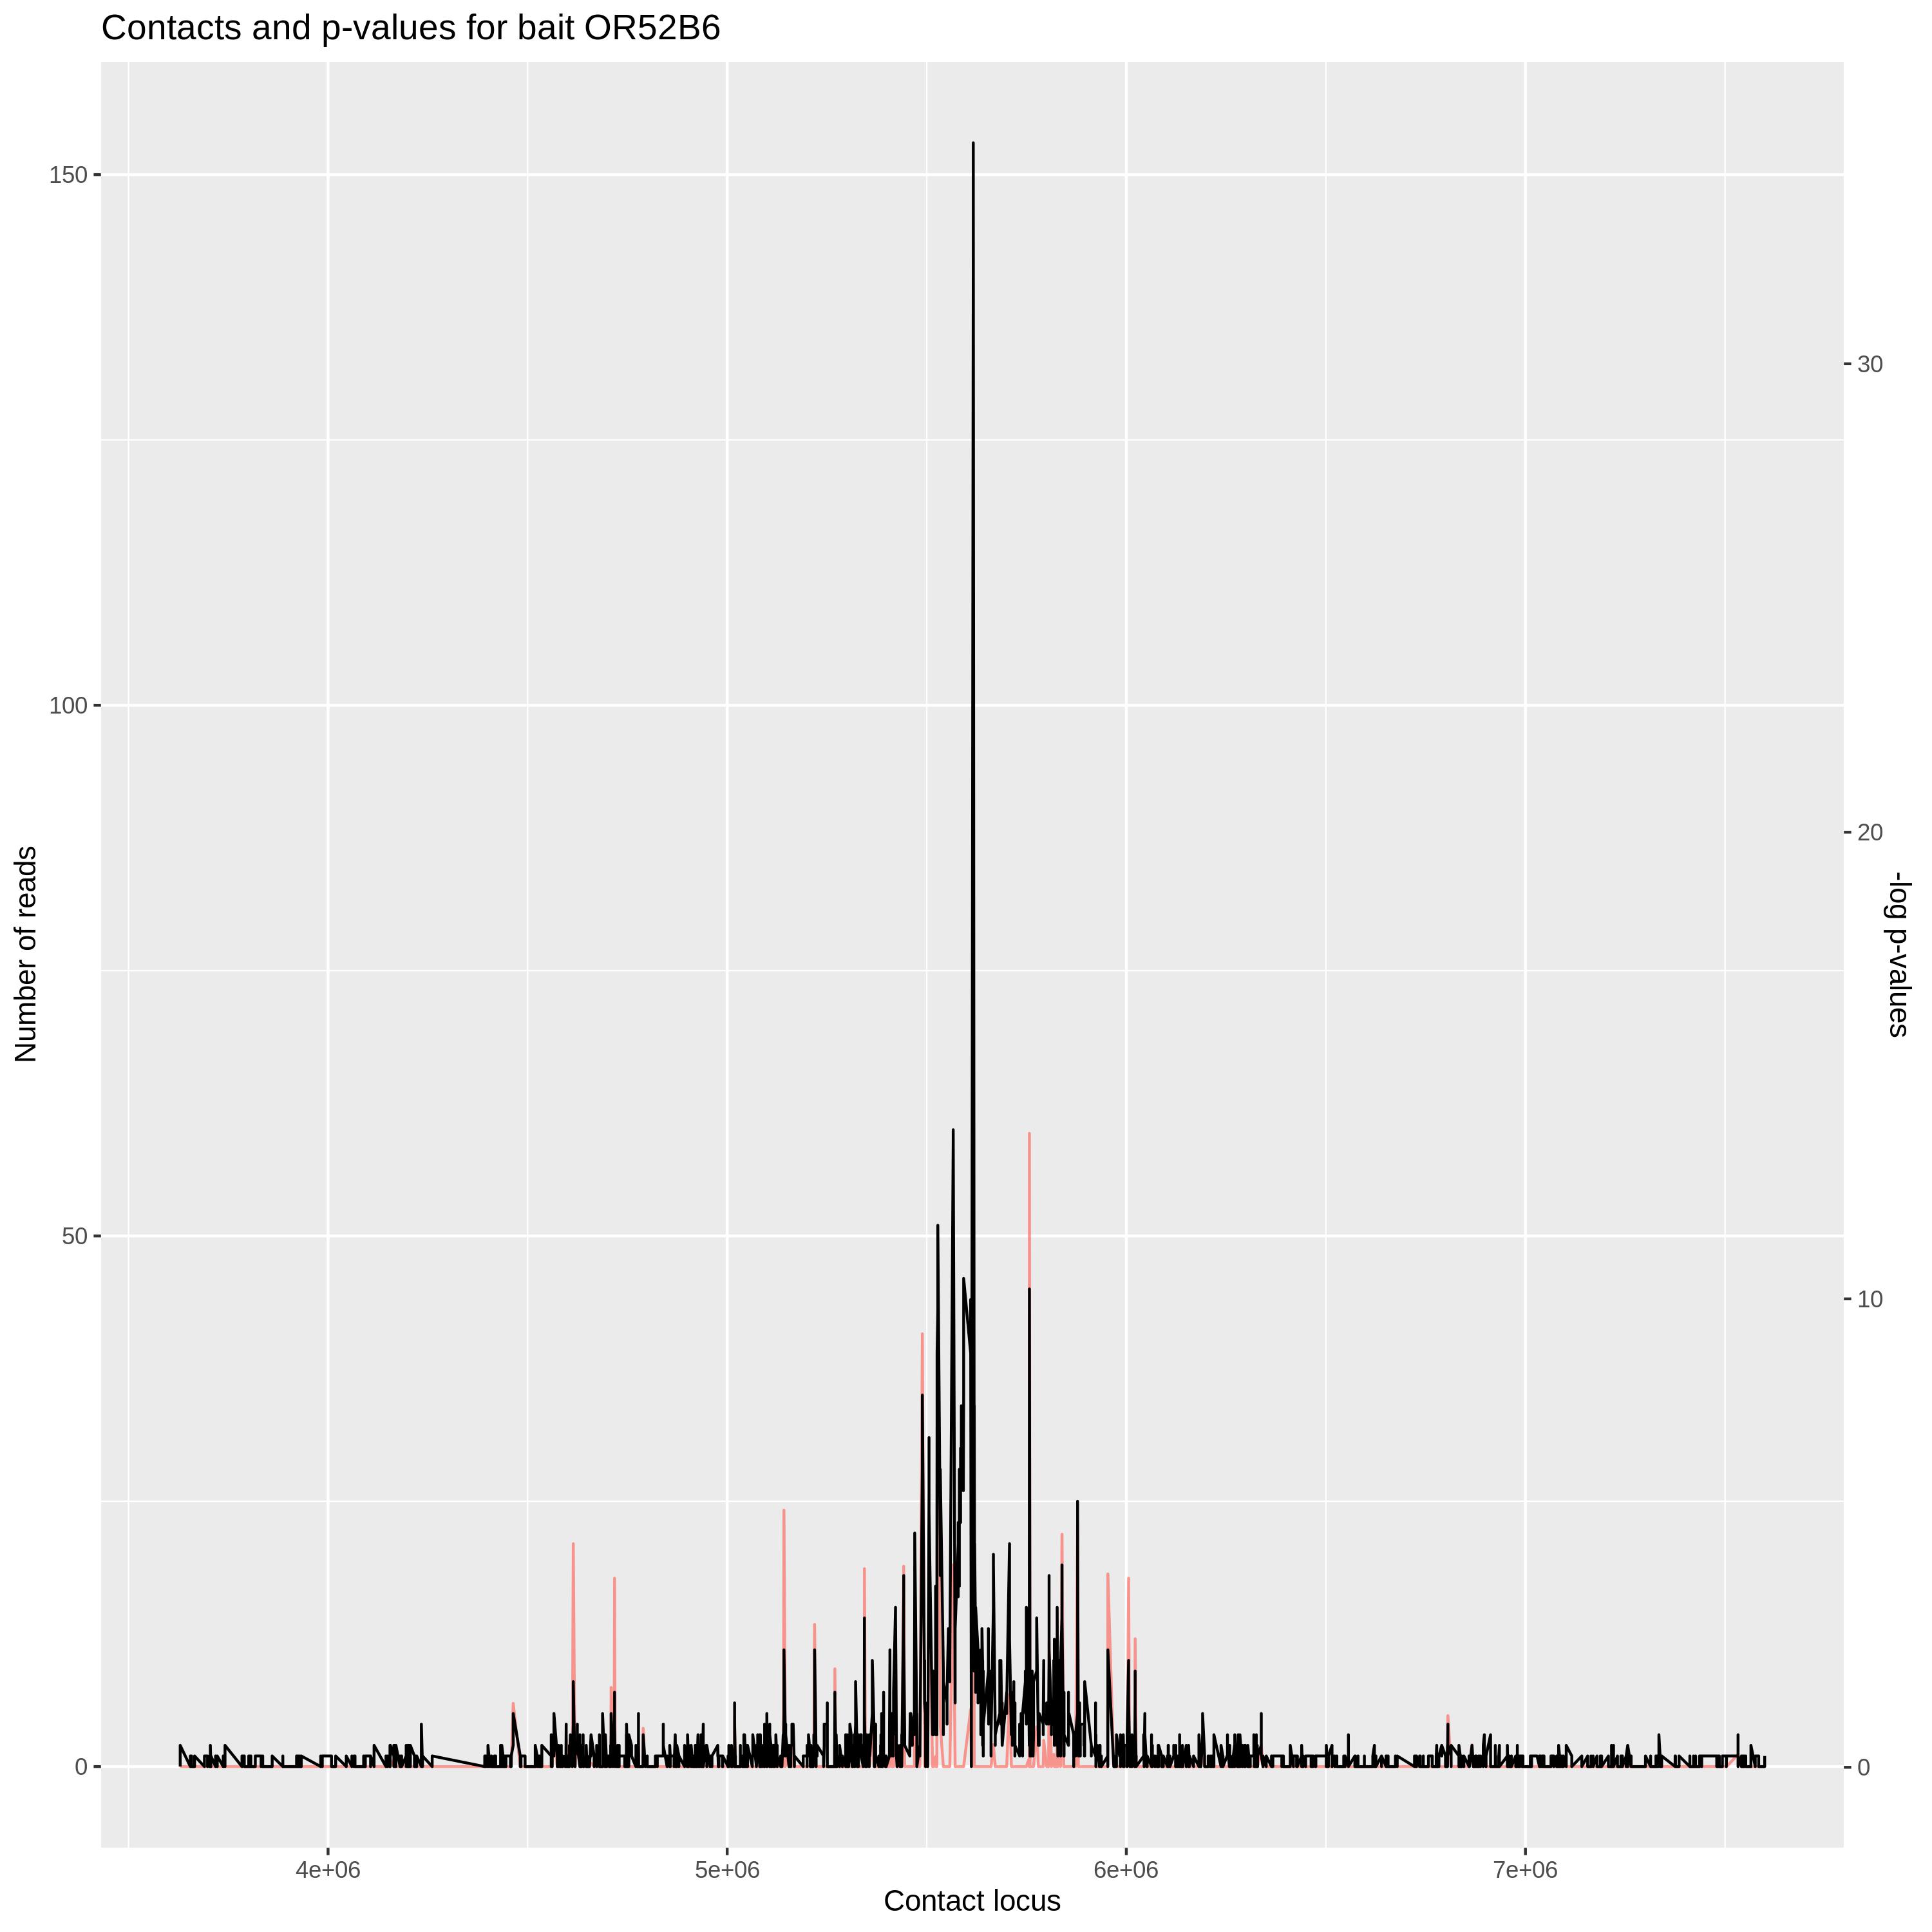 Contacts and p-values for bait OR52B6
150
100
50
0
Number of reads
30
20
10
0
-log p-values
4e+06
5e+06
6e+06
7e+06
Contact locus